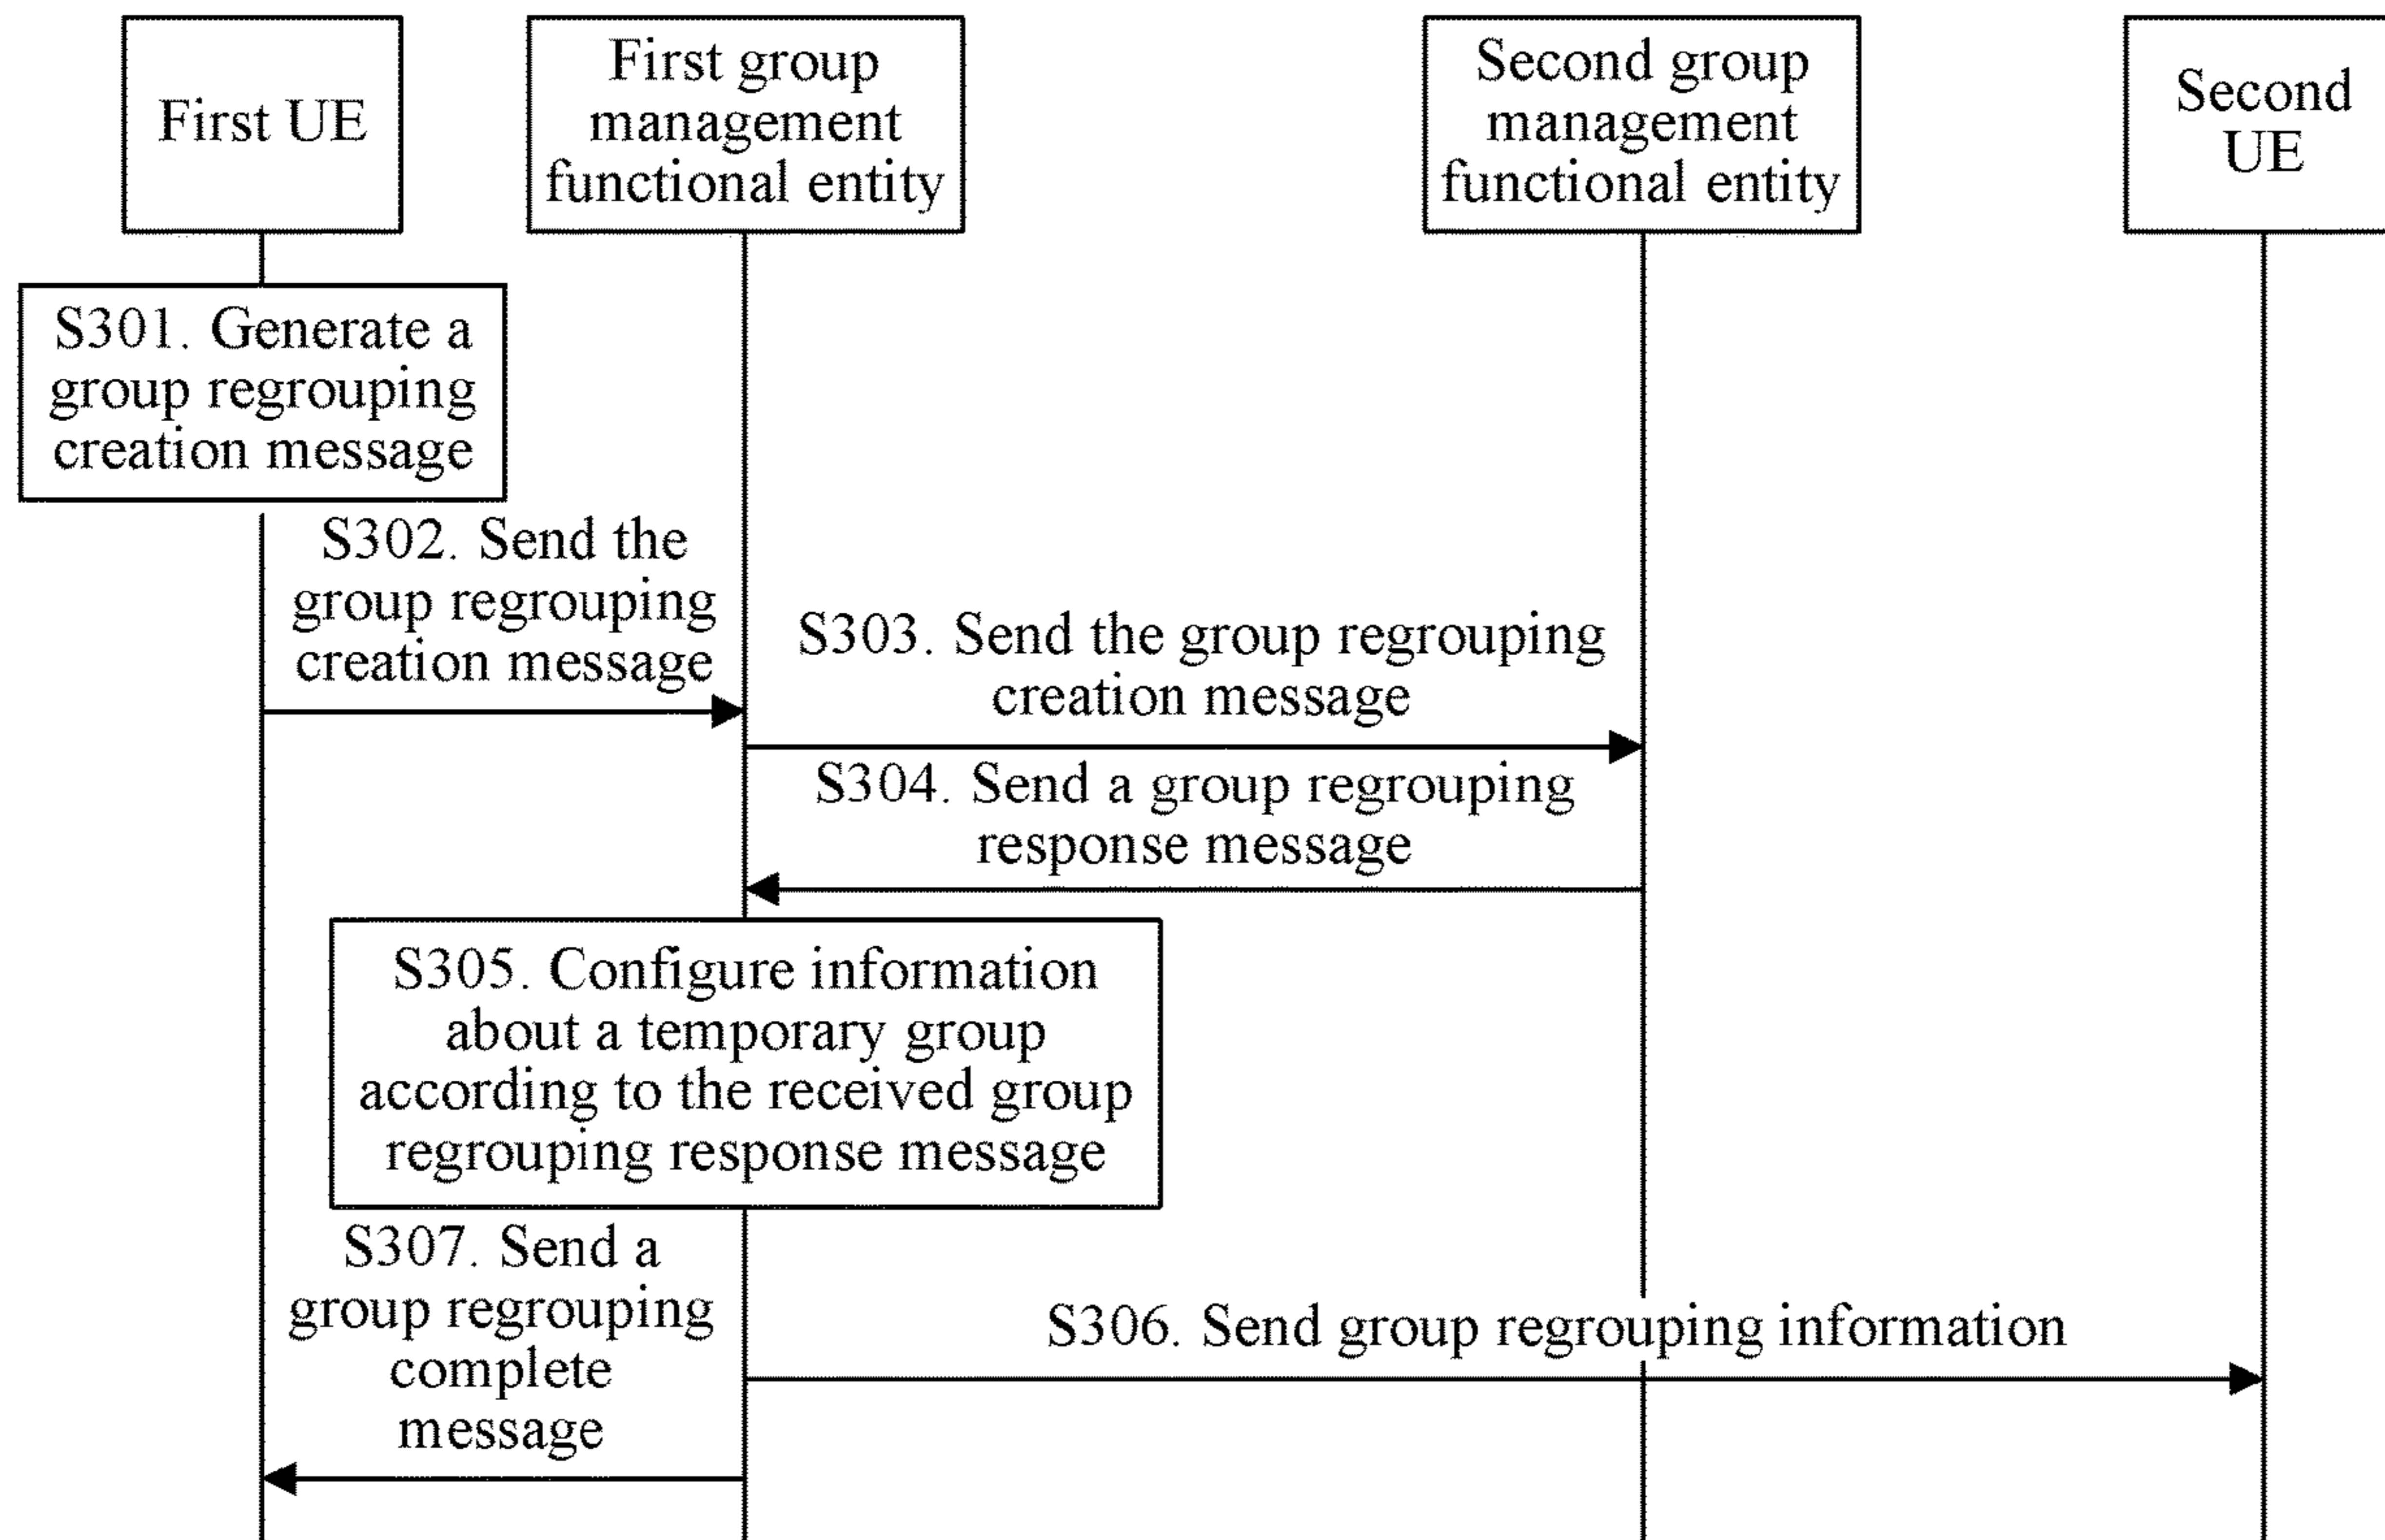 First UE
First group
management
functional entity
Second group
management
functional entity
Second
UE
S301. Generate a
group regrouping
creation message
S302. Send the
group regrouping
creation message
S303. Send the group regrouping
creation message
S304. Send a group regrouping
response message
S305. Configure information
about a temporary group
according to the received group
regrouping response message
S307. Send a
group regrouping
complete
message
S306. Send group regrouping information